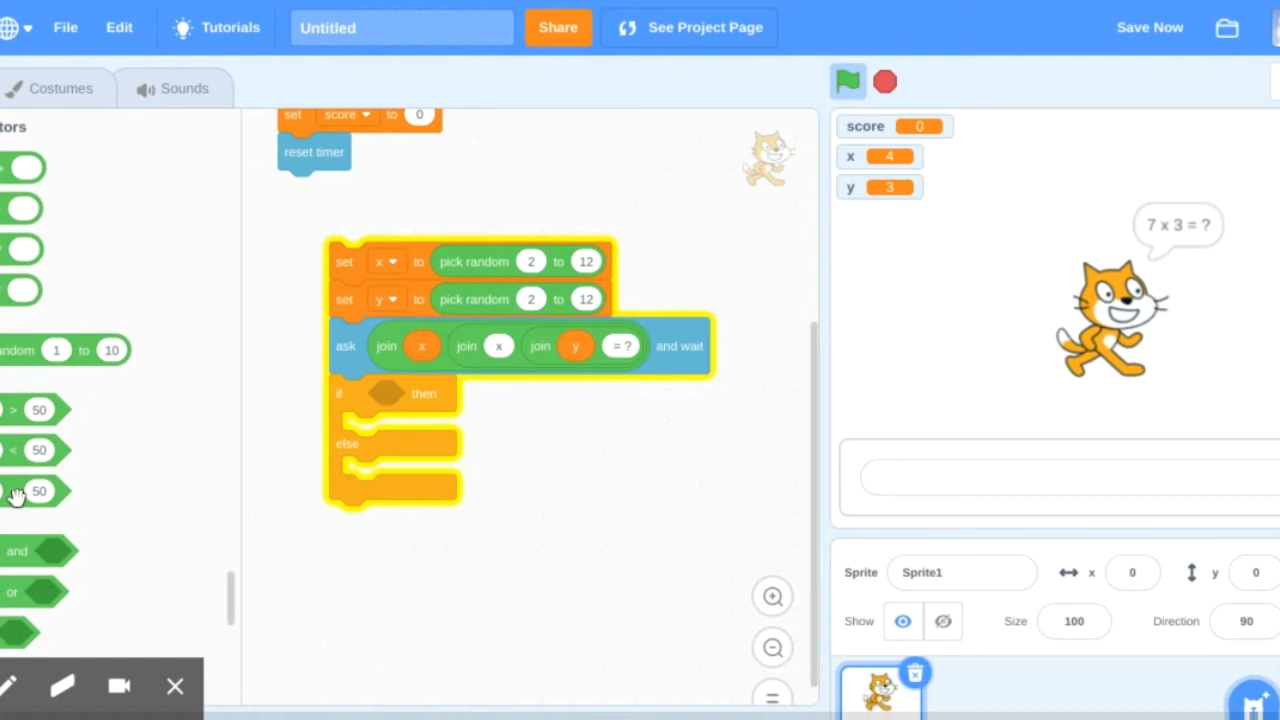 File Edit Tutorials Untitled Share See Project Page Save Now
Costumes Sounds
tors
andom 1 to 10
> 50
< 50
50
and
or
set score to 0
reset timer
set x to pick random 2 to 12
set y to pick random 2 to 12
ask join x join x join y = ? and wait
if then
else
score 0
x 4
y 3
7 x 3 = ?
Sprite Sprite1 x 0 y 0
Show Size 100 Direction 90